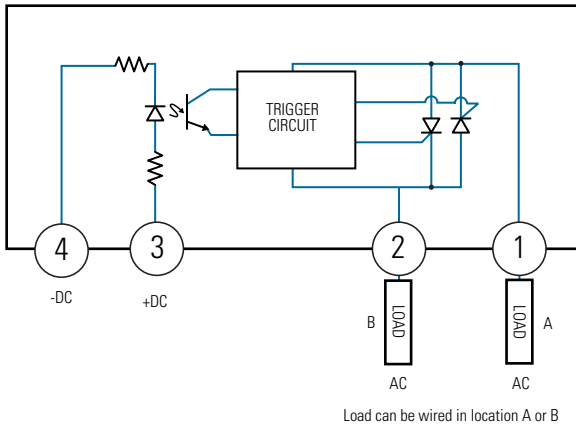 TRIGGER
CIRCUIT
4
3
2
1
-DC
+DC
B
LOAD
LOAD
A
AC
AC
Load can be wired in location A or B